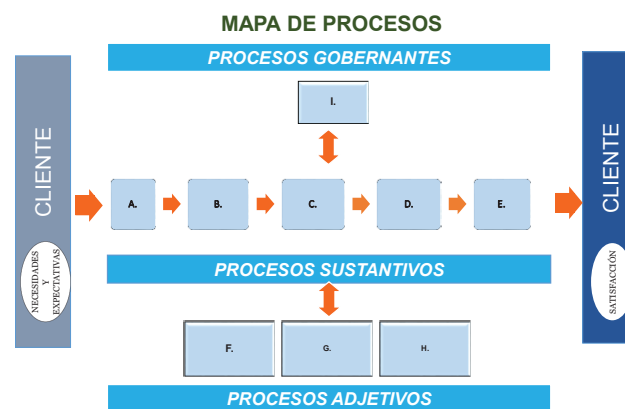 MAPA DE PROCESOS
PROCESOS GOBERNANTES
I.
CLIENTE
NECESIDADES
Y
EXPECTATIVAS
A.
B.
C.
D.
E.
CLIENTE
SATISFACCIÓN
PROCESOS SUSTANTIVOS
F.
G.
H.
PROCESOS ADJETIVOS